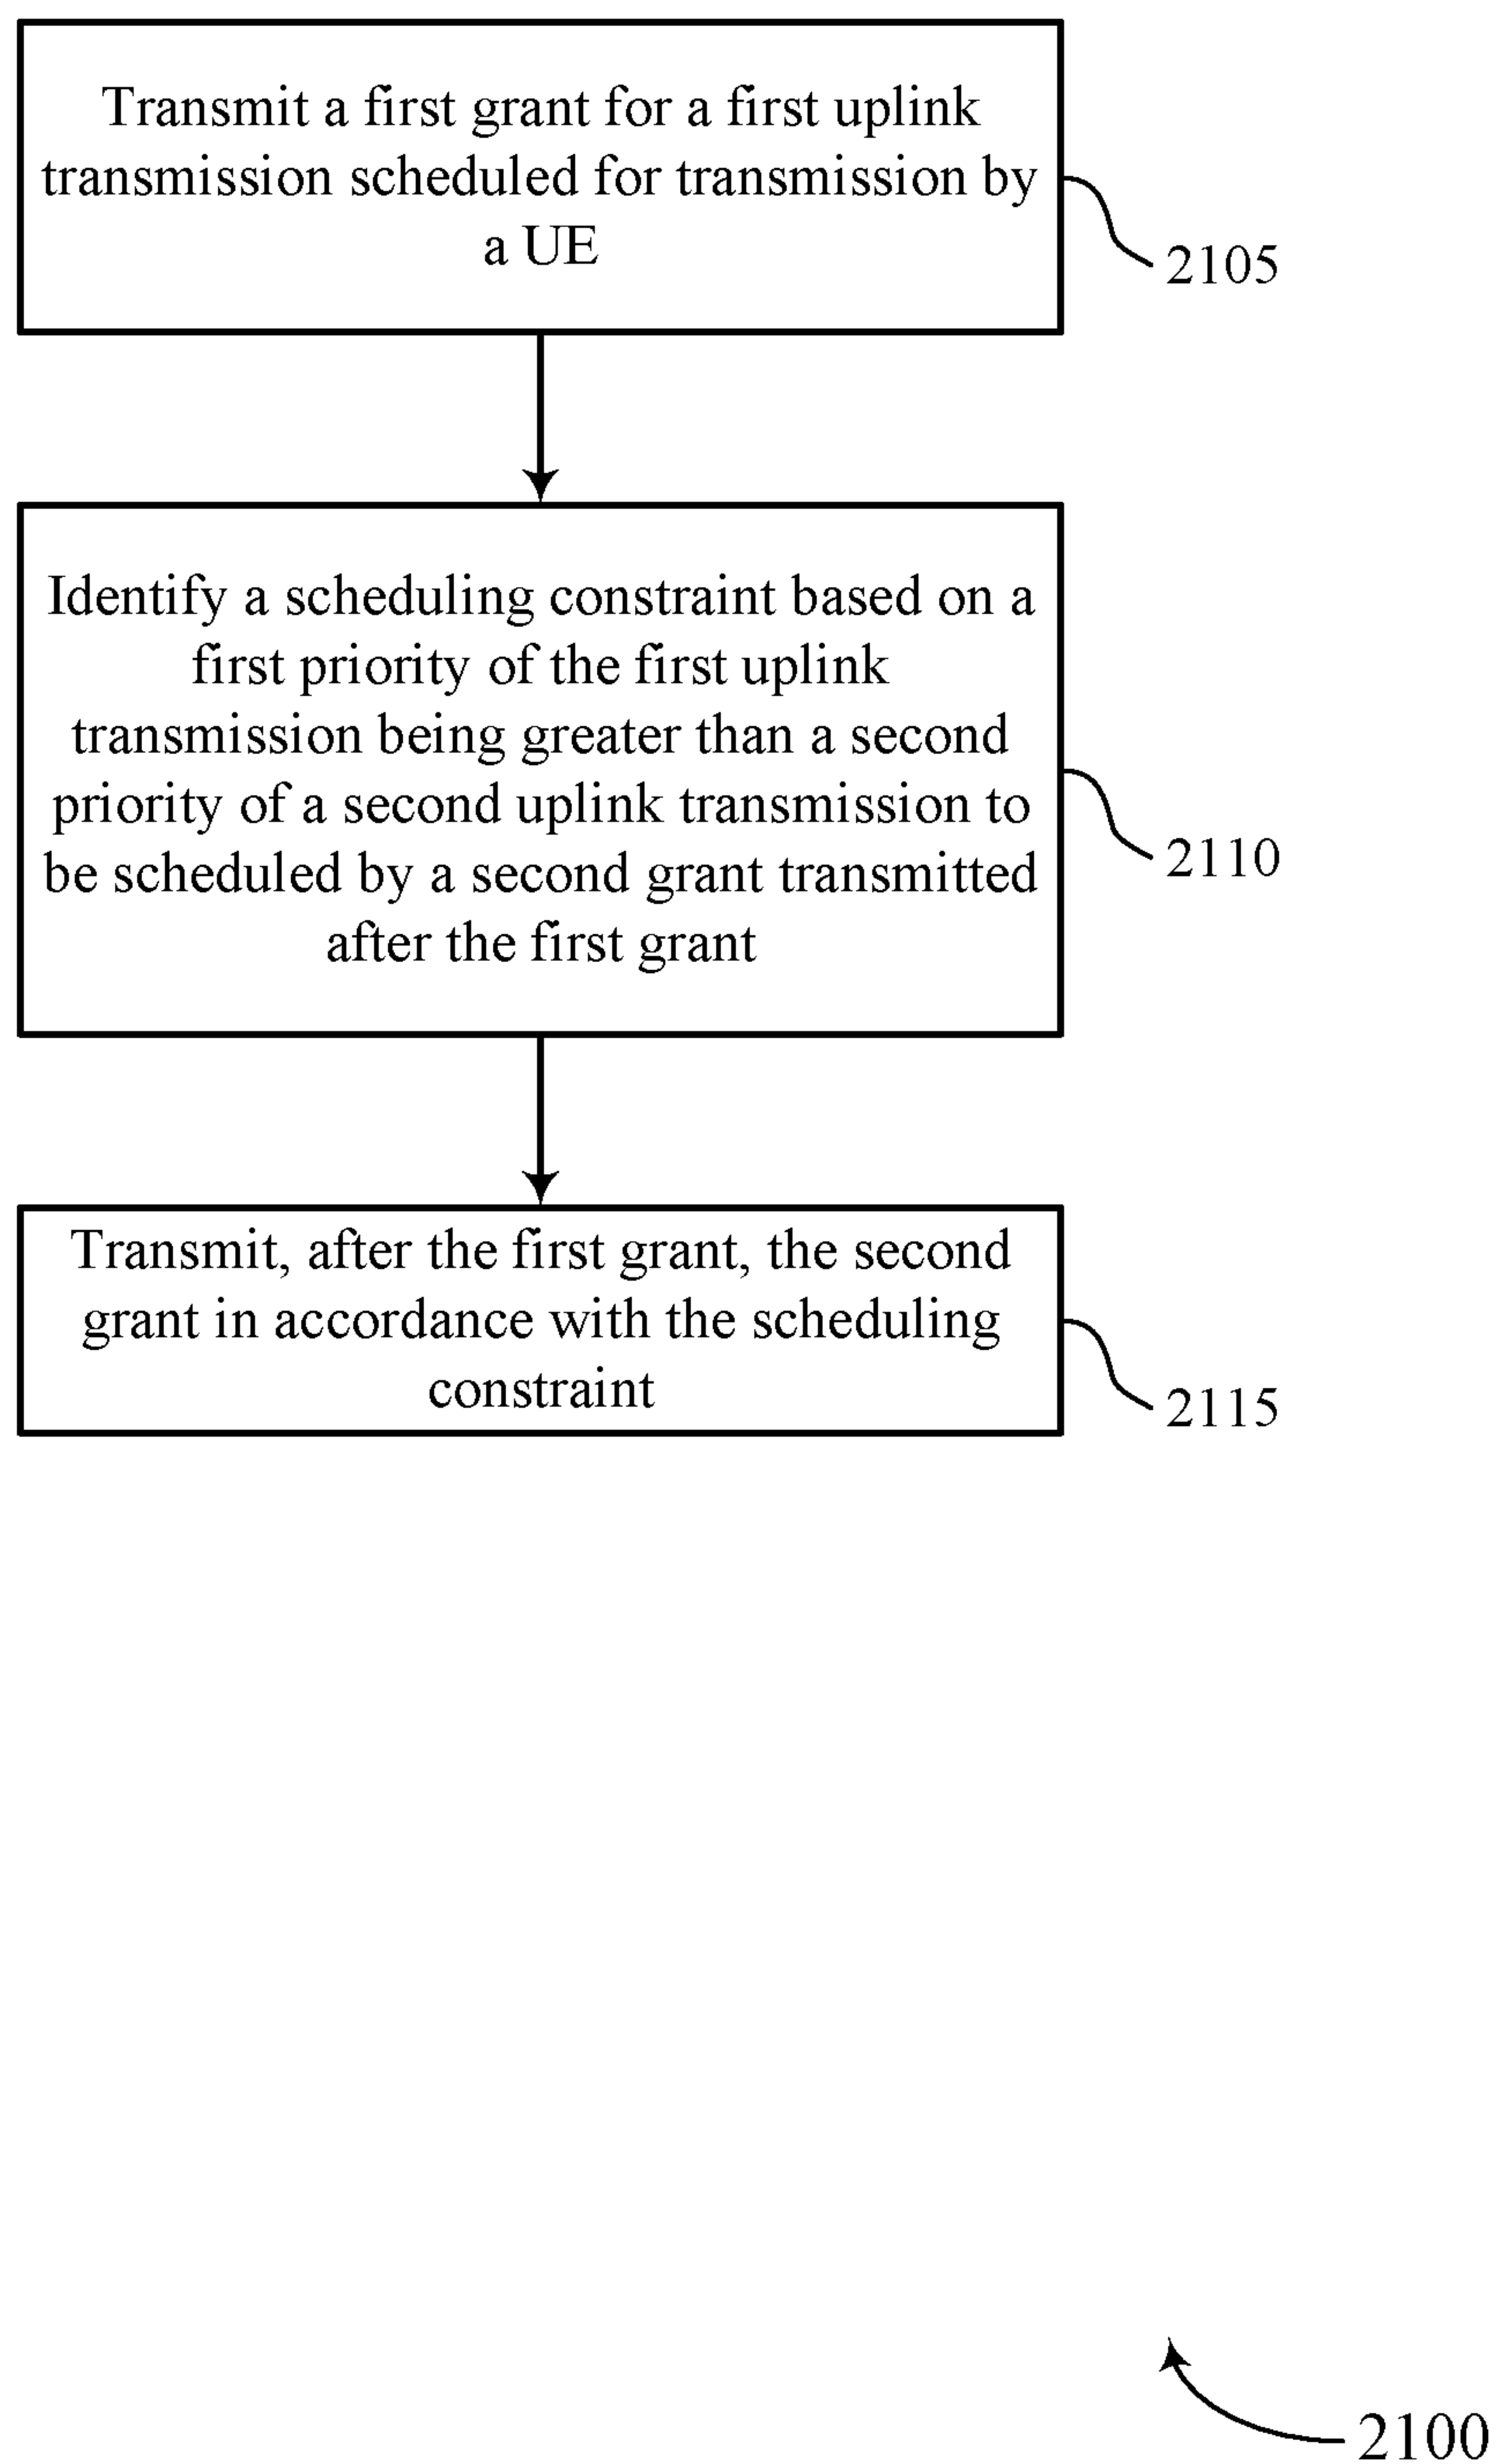 Transmit a first grant for a first uplink
transmission scheduled for transmission by
a UE
2105
Identify a scheduling constraint based on a
first priority of the first uplink
transmission being greater than a second
priority of a second uplink transmission to
be scheduled by a second grant transmitted
after the first grant
2110
Transmit, after the first grant, the second
grant in accordance with the scheduling
constraint
2115
2100